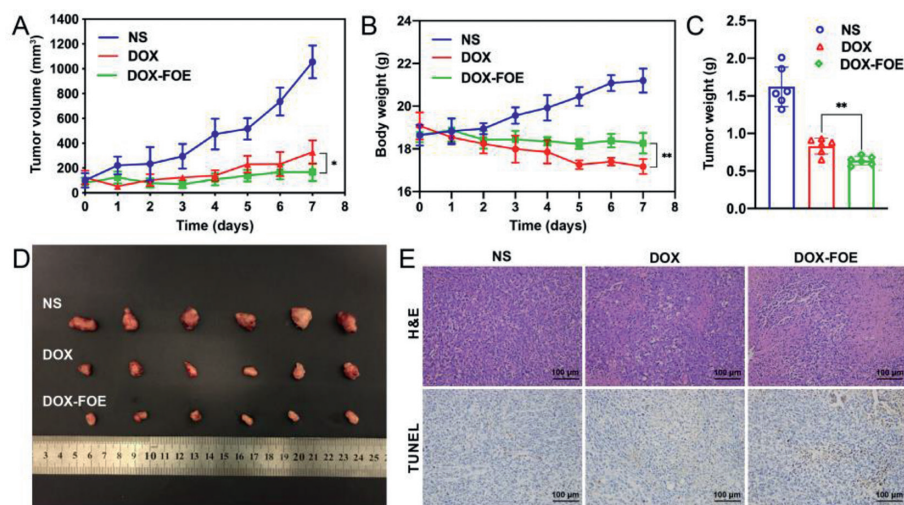 A
Tumor volume (mm³)
1400
1200
1000
800
600
400
200
0
NS
DOX
DOX-FOE
*
0 1 2 3 4 5 6 7 8
Time (days)
B
Body weight (g)
22
20
18
16
NS
DOX
DOX-FOE
**
0 1 2 3 4 5 6 7 8
Time (days)
C
Tumor weight (g)
2.5
2.0
1.5
1.0
0.5
0.0
NS
DOX
DOX-FOE
**
D
NS
DOX
DOX-FOE
3 4 5 6 7 8 9 10 11 12 13 14 15 16 17 18 19 20 21 22 23 24 25
E
NS DOX DOX-FOE
H&E
100 μm 100 μm 100 μm
TUNEL
100 μm 100 μm 100 μm